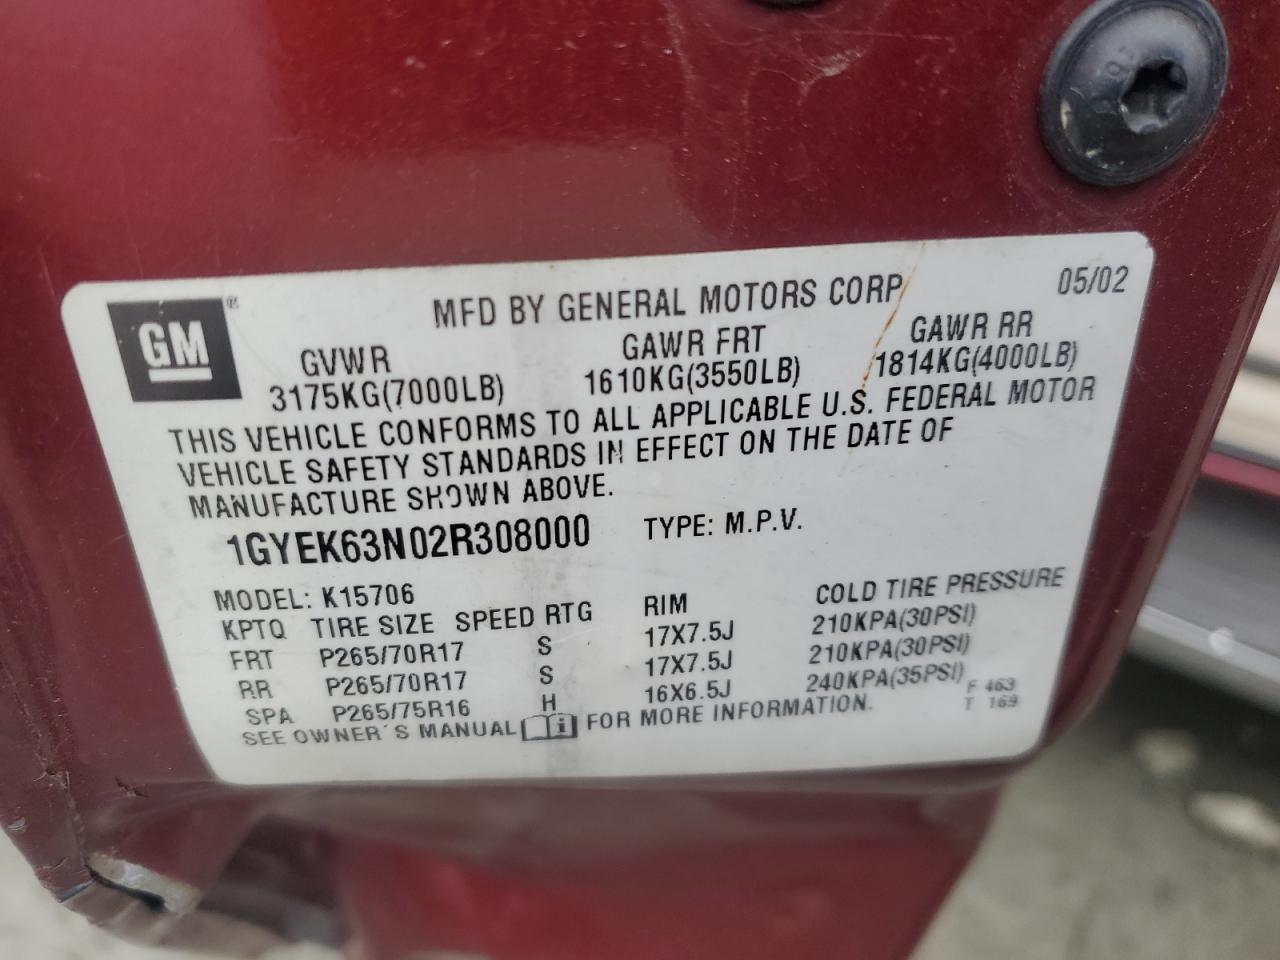 GM® MFD BY GENERAL MOTORS CORP 05/02
GVWR GAWR FRT GAWR RR
3175KG(7000LB) 1610KG(3550LB) 1814KG(4000LB)
THIS VEHICLE CONFORMS TO ALL APPLICABLE U.S. FEDERAL MOTOR
VEHICLE SAFETY STANDARDS IN EFFECT ON THE DATE OF
MANUFACTURE SHOWN ABOVE.
1GYEK63N02R308000 TYPE: M.P.V.
MODEL: K15706
KPTQ TIRE SIZE SPEED RTG RIM COLD TIRE PRESSURE
FRT P265/70R17 S 17X7.5J 210KPA(30PSI)
RR P265/70R17 S 17X7.5J 210KPA(30PSI)
SPA P265/75R16 H 16X6.5J 240KPA(35PSI)
SEE OWNER'S MANUAL FOR MORE INFORMATION.
F 463
T 169